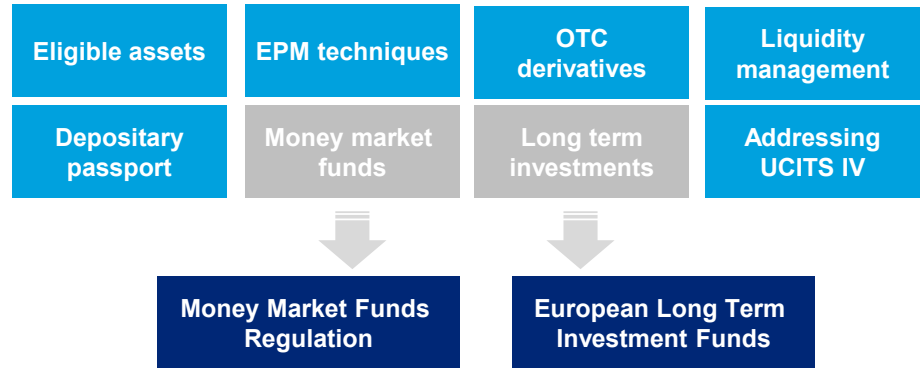 Eligible assets
EPM techniques
OTC
derivatives
Liquidity
management
Depositary
passport
Money market
funds
Long term
investments
Addressing
UCITS IV
Money Market Funds
Regulation
European Long Term
Investment Funds